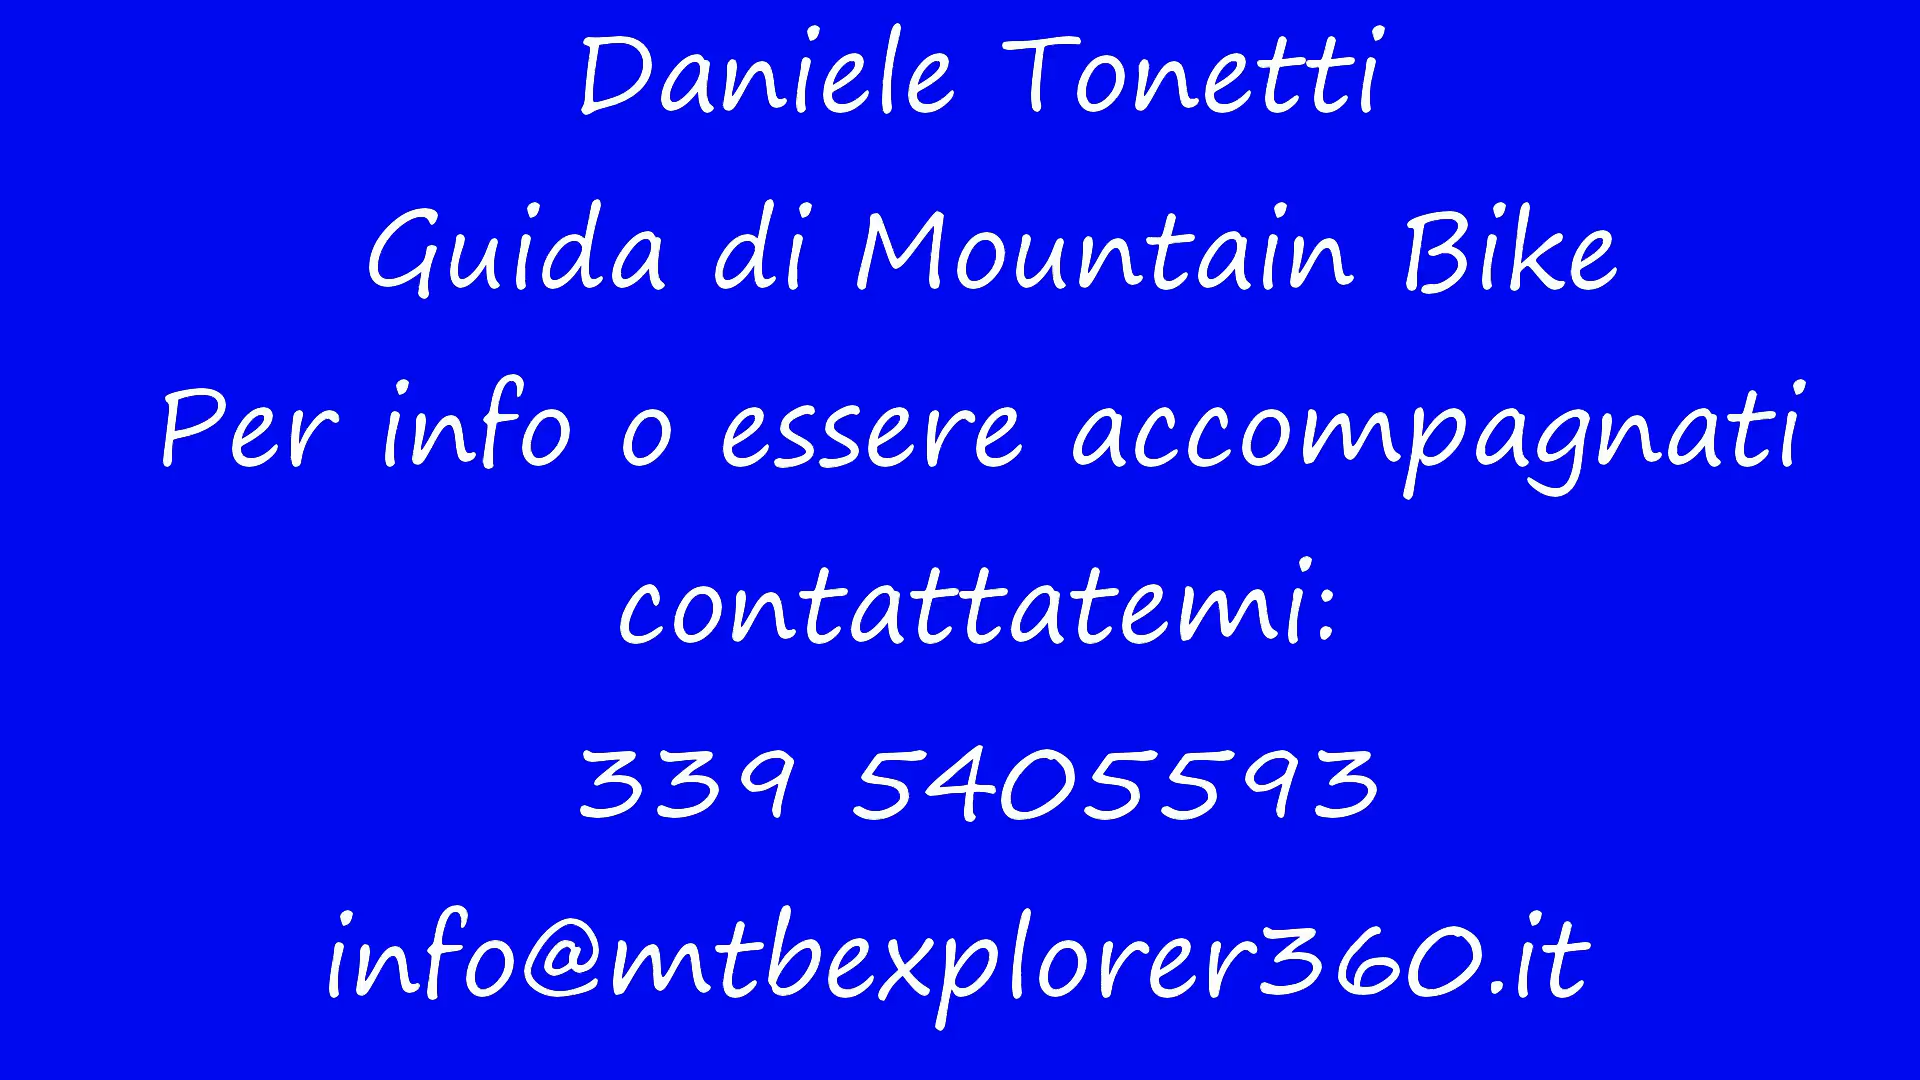 Daniele Tonetti
Guida di Mountain Bike
Per info o essere accompagnati
contattatemi:
339 5405593
info@mtbexplorer360.it